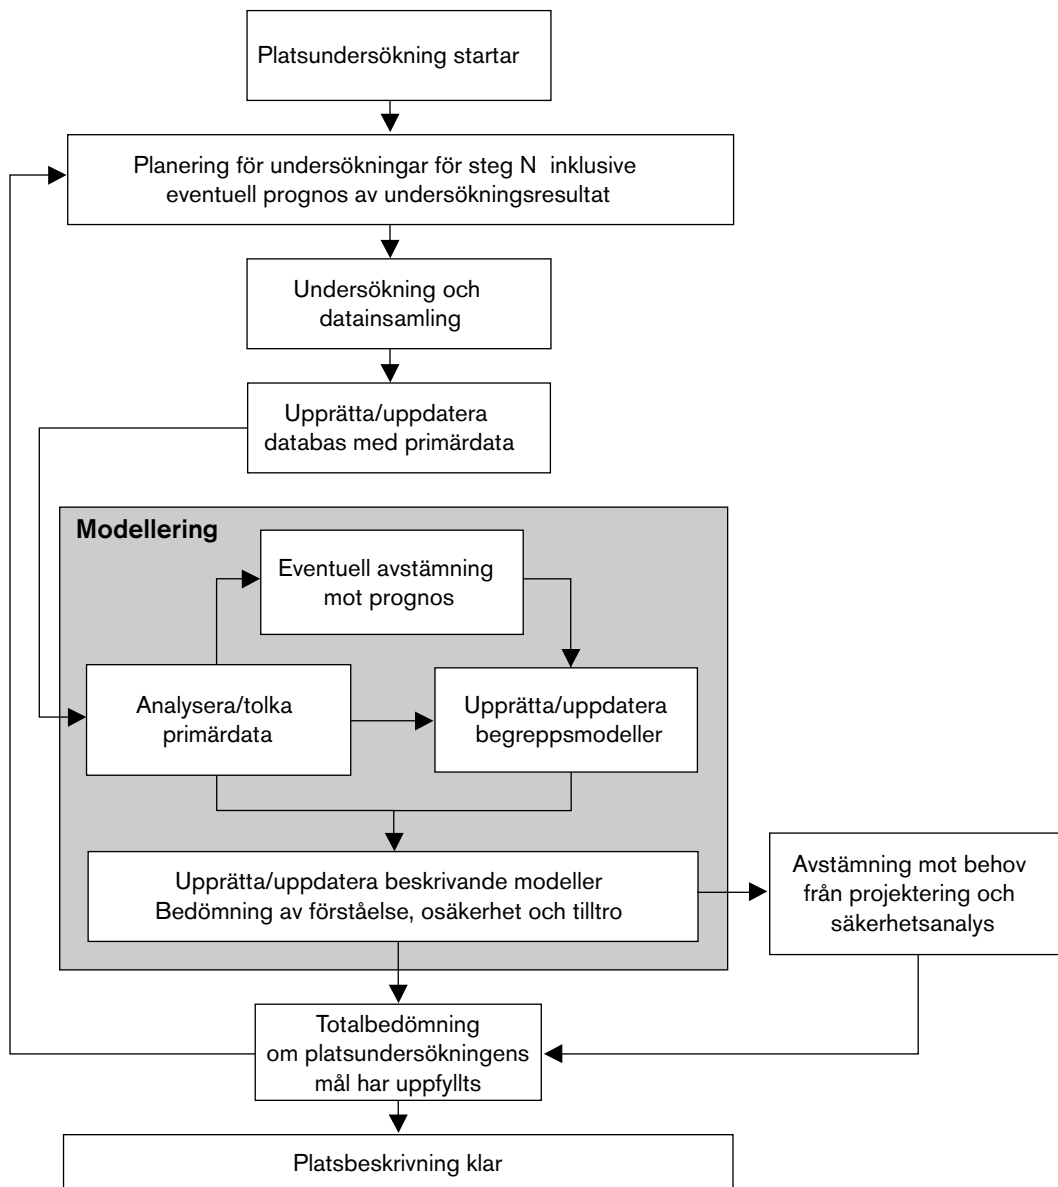 Platsundersökning startar
Planering för undersökningar för steg N inklusive
eventuell prognos av undersökningsresultat
Undersökning och
datainsamling
Upprätta/uppdatera
databas med primärdata
Modellering
Eventuell avstämning
mot prognos
Analysera/tolka
primärdata
Upprätta/uppdatera
begreppsmodeller
Upprätta/uppdatera beskrivande modeller
Bedömning av förståelse, osäkerhet och tilltro
Avstämning mot behov
från projektering och
säkerhetsanalys
Totalbedömning
om platsundersökningens
mål har uppfyllts
Platsbeskrivning klar